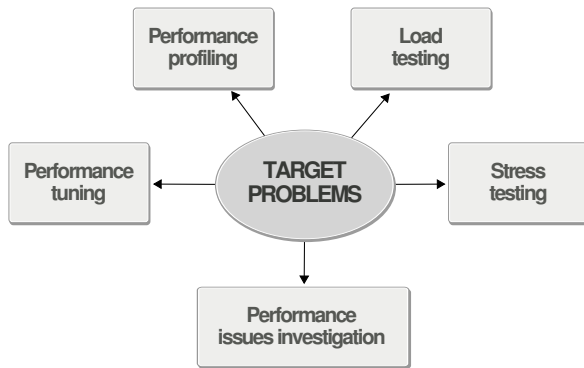 Performance
profiling
Load
testing
Performance
tuning
TARGET
PROBLEMS
Stress
testing
Performance
issues investigation